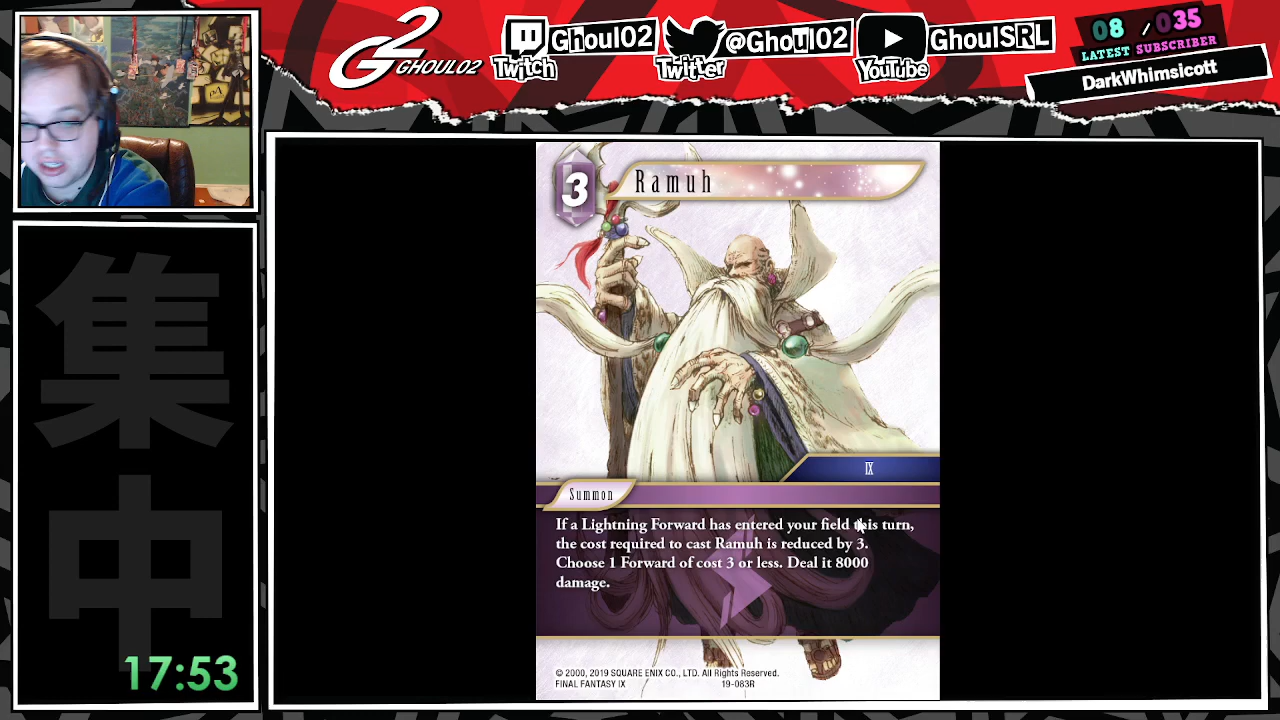 G2
GHOUL02
Ghoul02
Twitch
@Ghoul02
Twitter
GhoulSRL
YouTube
08 /035
LATEST SUBSCRIBER
DarkWhimsicott
集
中
17:53
3
Ramuh
IX
Summon
If a Lightning Forward has entered your field this turn,
the cost required to cast Ramuh is reduced by 3.
Choose 1 Forward of cost 3 or less. Deal it 8000
damage.
© 2000, 2019 SQUARE ENIX CO., LTD. All Rights Reserved.
FINAL FANTASY IX 19-083R